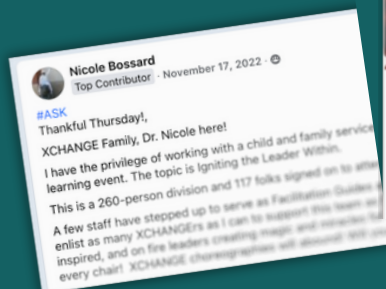 Nicole Bossard
Top Contributor · November 17, 2022 ·
#ASK
Thankful Thursday!,
XCHANGE Family, Dr. Nicole here!
I have the privilege of working with a child and family service
learning event. The topic is Igniting the Leader Within.
This is a 260-person division and 117 folks signed on to
A few staff have stepped up to serve as Facilitation Guides
enlist as many XCHANGErs as I can to support this team
inspired, and on fire leaders creating magic and miracles
every chair! XCHANGE choreographies will abound!